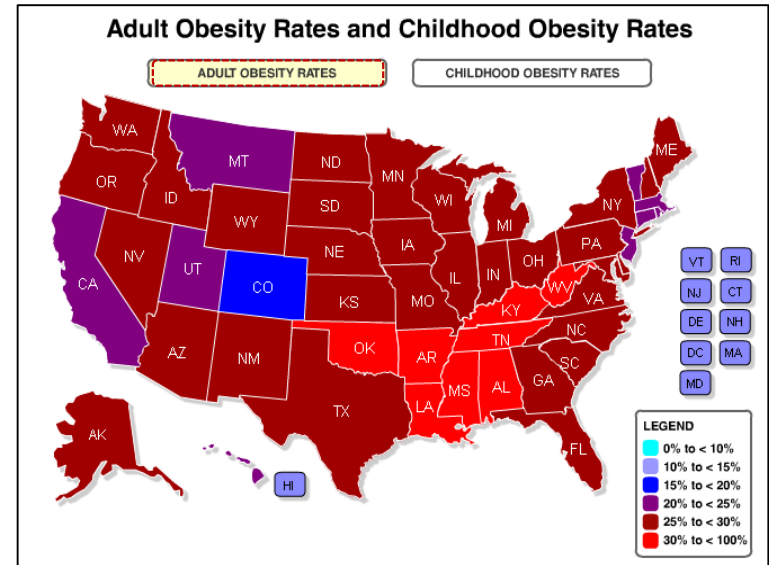 Adult Obesity Rates and Childhood Obesity Rates
ADULT OBESITY RATES
CHILDHOOD OBESITY RATES
WA
OR
ID
MT
ND
SD
NE
KS
WY
NV
UT
CO
CA
AZ
NM
OK
TX
MN
IA
MO
AR
LA
WI
IL
IN
MI
OH
KY
TN
MS
AL
GA
FL
SC
NC
VA
WV
PA
NY
ME
AK
HI
VT
RI
NJ
CT
DE
NH
DC
MA
MD
LEGEND
0% to < 10%
10% to < 15%
15% to < 20%
20% to < 25%
25% to < 30%
30% to < 100%